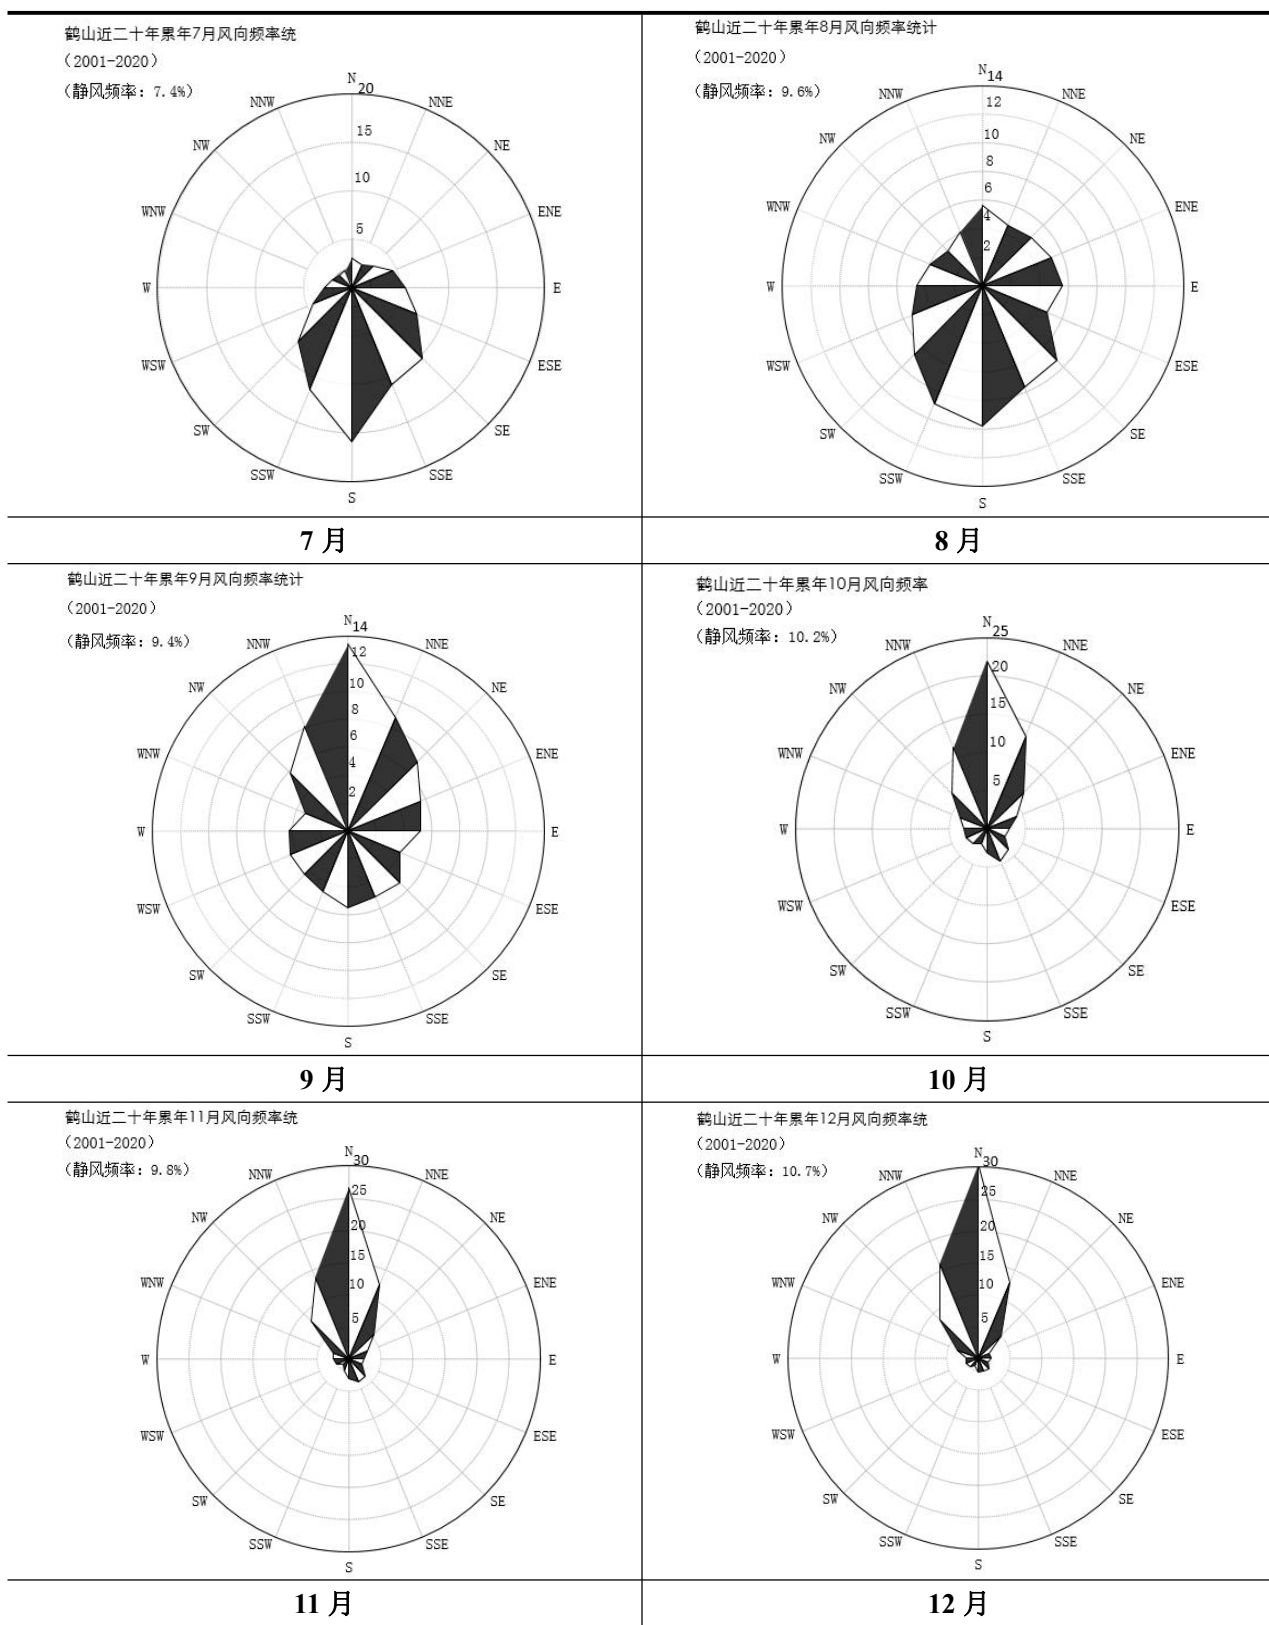 鹤山近二十年累年7月风向频率统
（2001-2020）
（静风频率：7.4%）
N
20
NNW
NNE
15
NW
NE
10
WNW
ENE
5
W
E
WSW
ESE
SW
SE
SSW
SSE
S
7 月
鹤山近二十年累年8月风向频率统计
（2001-2020）
（静风频率：9.6%）
N
14
NNW
NNE
12
10
NW
NE
8
6
WNW
ENE
4
2
W
E
WSW
ESE
SW
SE
SSW
SSE
S
8 月
鹤山近二十年累年9月风向频率统计
（2001-2020）
（静风频率：9.4%）
N
14
NNW
NNE
12
10
NW
NE
8
6
WNW
ENE
4
2
W
E
WSW
ESE
SW
SE
SSW
SSE
S
9 月
鹤山近二十年累年10月风向频率
（2001-2020）
（静风频率：10.2%）
N
25
NNW
NNE
20
NW
NE
15
10
WNW
ENE
5
W
E
WSW
ESE
SW
SE
SSW
SSE
S
10 月
鹤山近二十年累年11月风向频率统
（2001-2020）
（静风频率：9.8%）
N
30
NNW
NNE
25
NW
NE
20
15
WNW
ENE
10
5
W
E
WSW
ESE
SW
SE
SSW
SSE
S
11 月
鹤山近二十年累年12月风向频率统
（2001-2020）
（静风频率：10.7%）
N
30
NNW
NNE
25
NW
NE
20
15
WNW
ENE
10
5
W
E
WSW
ESE
SW
SE
SSW
SSE
S
12 月